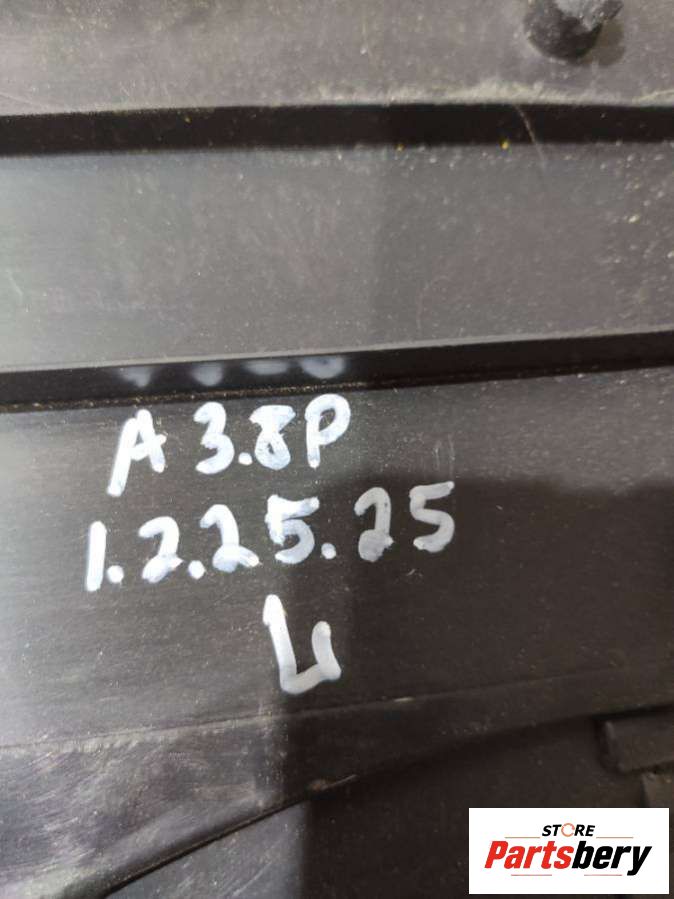 A 3.8P
1.2.25.25
L
STORE
Partsbery